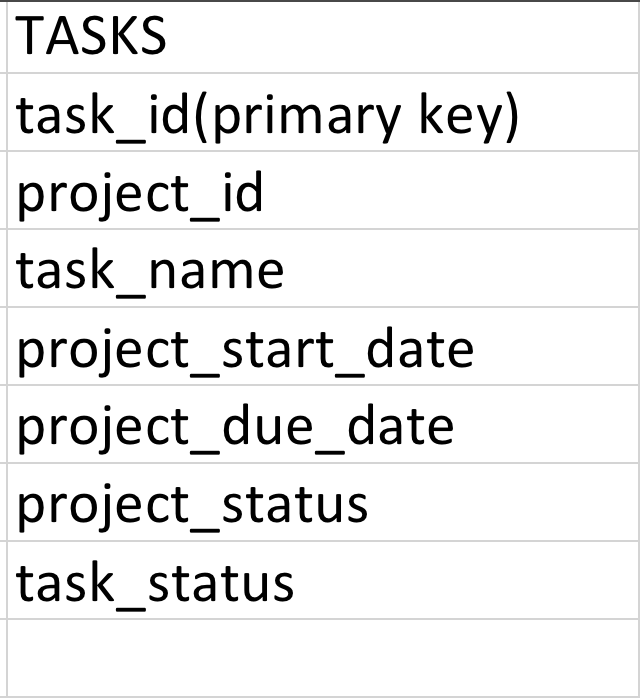 TASKS
task_id(primary key)
project_id
task_name
project_start_date
project_due_date
project_status
task_status